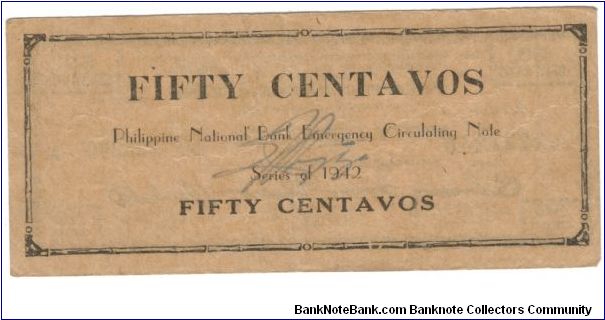 FIFTY CENTAVOS
Philippine National Bank Emergency Circulating Note
Series of 1942
FIFTY CENTAVOS
BankNoteBank.com Banknote Collectors Community